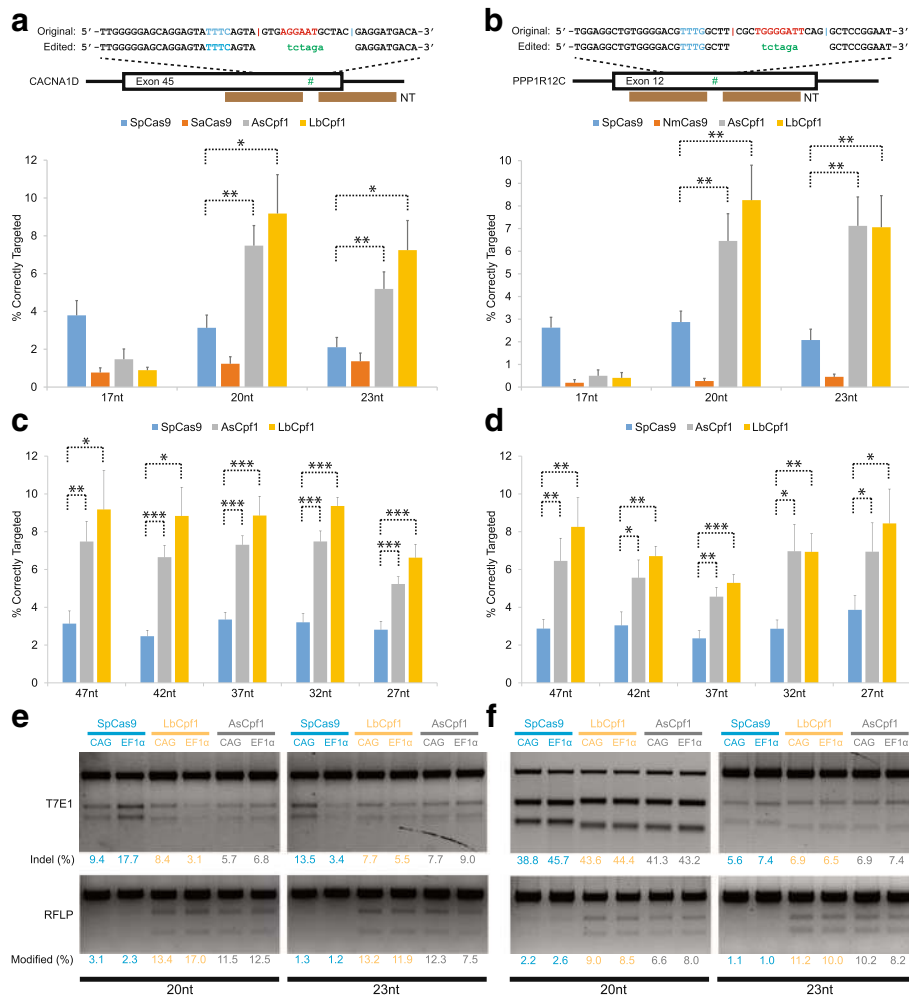 a
Original: 5'-TTGGGGGAGCAGGAGTATTTCAGTA|GTGAGGAATGCTAC|GAGGATGACA-3'
Edited: 5'-TTGGGGGAGCAGGAGTATTTCAGTA tctaga GAGGATGACA-3'
CACNA1D Exon 45 #
NT
SpCas9 SaCas9 AsCpf1 LbCpf1
% Correctly Targeted
12
10
8
6
4
2
0
* ** * **
17nt 20nt 23nt
b
Original: 5'-TGGAGGCTGTGGGGACGTTTGGCTT|CGCTGGGGATTCAG|GCTCCGGAAT-3'
Edited: 5'-TGGAGGCTGTGGGGACGTTTGGCTT tctaga GCTCCGGAAT-3'
PPP1R12C Exon 12 #
NT
SpCas9 NmCas9 AsCpf1 LbCpf1
% Correctly Targeted
10
9
8
7
6
5
4
3
2
1
0
** ** ** **
17nt 20nt 23nt
c
SpCas9 AsCpf1 LbCpf1
% Correctly Targeted
12
10
8
6
4
2
0
* ** * *** *** *** *** *** *** ***
47nt 42nt 37nt 32nt 27nt
d
SpCas9 AsCpf1 LbCpf1
% Correctly Targeted
12
10
8
6
4
2
0
** ** ** * *** ** ** * * *
47nt 42nt 37nt 32nt 27nt
e
SpCas9 LbCpf1 AsCpf1 SpCas9 LbCpf1 AsCpf1
CAG EF1α CAG EF1α CAG EF1α CAG EF1α CAG EF1α CAG EF1α
T7E1
Indel (%) 9.4 17.7 8.4 3.1 5.7 6.8 13.5 3.4 7.7 5.5 7.7 9.0
RFLP
Modified (%) 3.1 2.3 13.4 17.0 11.5 12.5 1.3 1.2 13.2 11.9 12.3 7.5
20nt 23nt
f
SpCas9 LbCpf1 AsCpf1 SpCas9 LbCpf1 AsCpf1
CAG EF1α CAG EF1α CAG EF1α CAG EF1α CAG EF1α CAG EF1α
38.8 45.7 43.6 44.4 41.3 43.2 5.6 7.4 6.9 6.5 6.9 7.4
2.2 2.6 9.0 8.5 6.6 8.0 1.1 1.0 11.2 10.0 10.2 8.2
20nt 23nt